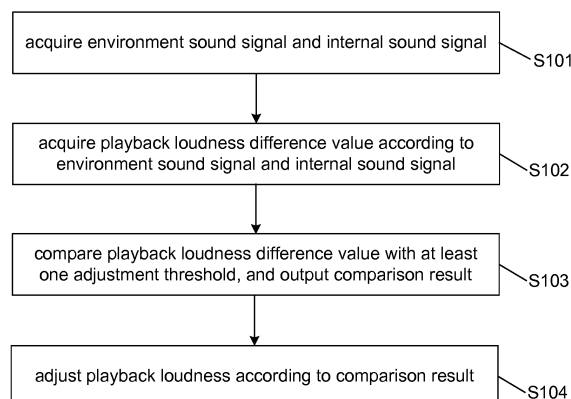 acquire environment sound signal and internal sound signal
S101
acquire playback loudness difference value according to
environment sound signal and internal sound signal
S102
compare playback loudness difference value with at least
one adjustment threshold, and output comparison result
S103
adjust playback loudness according to comparison result
S104